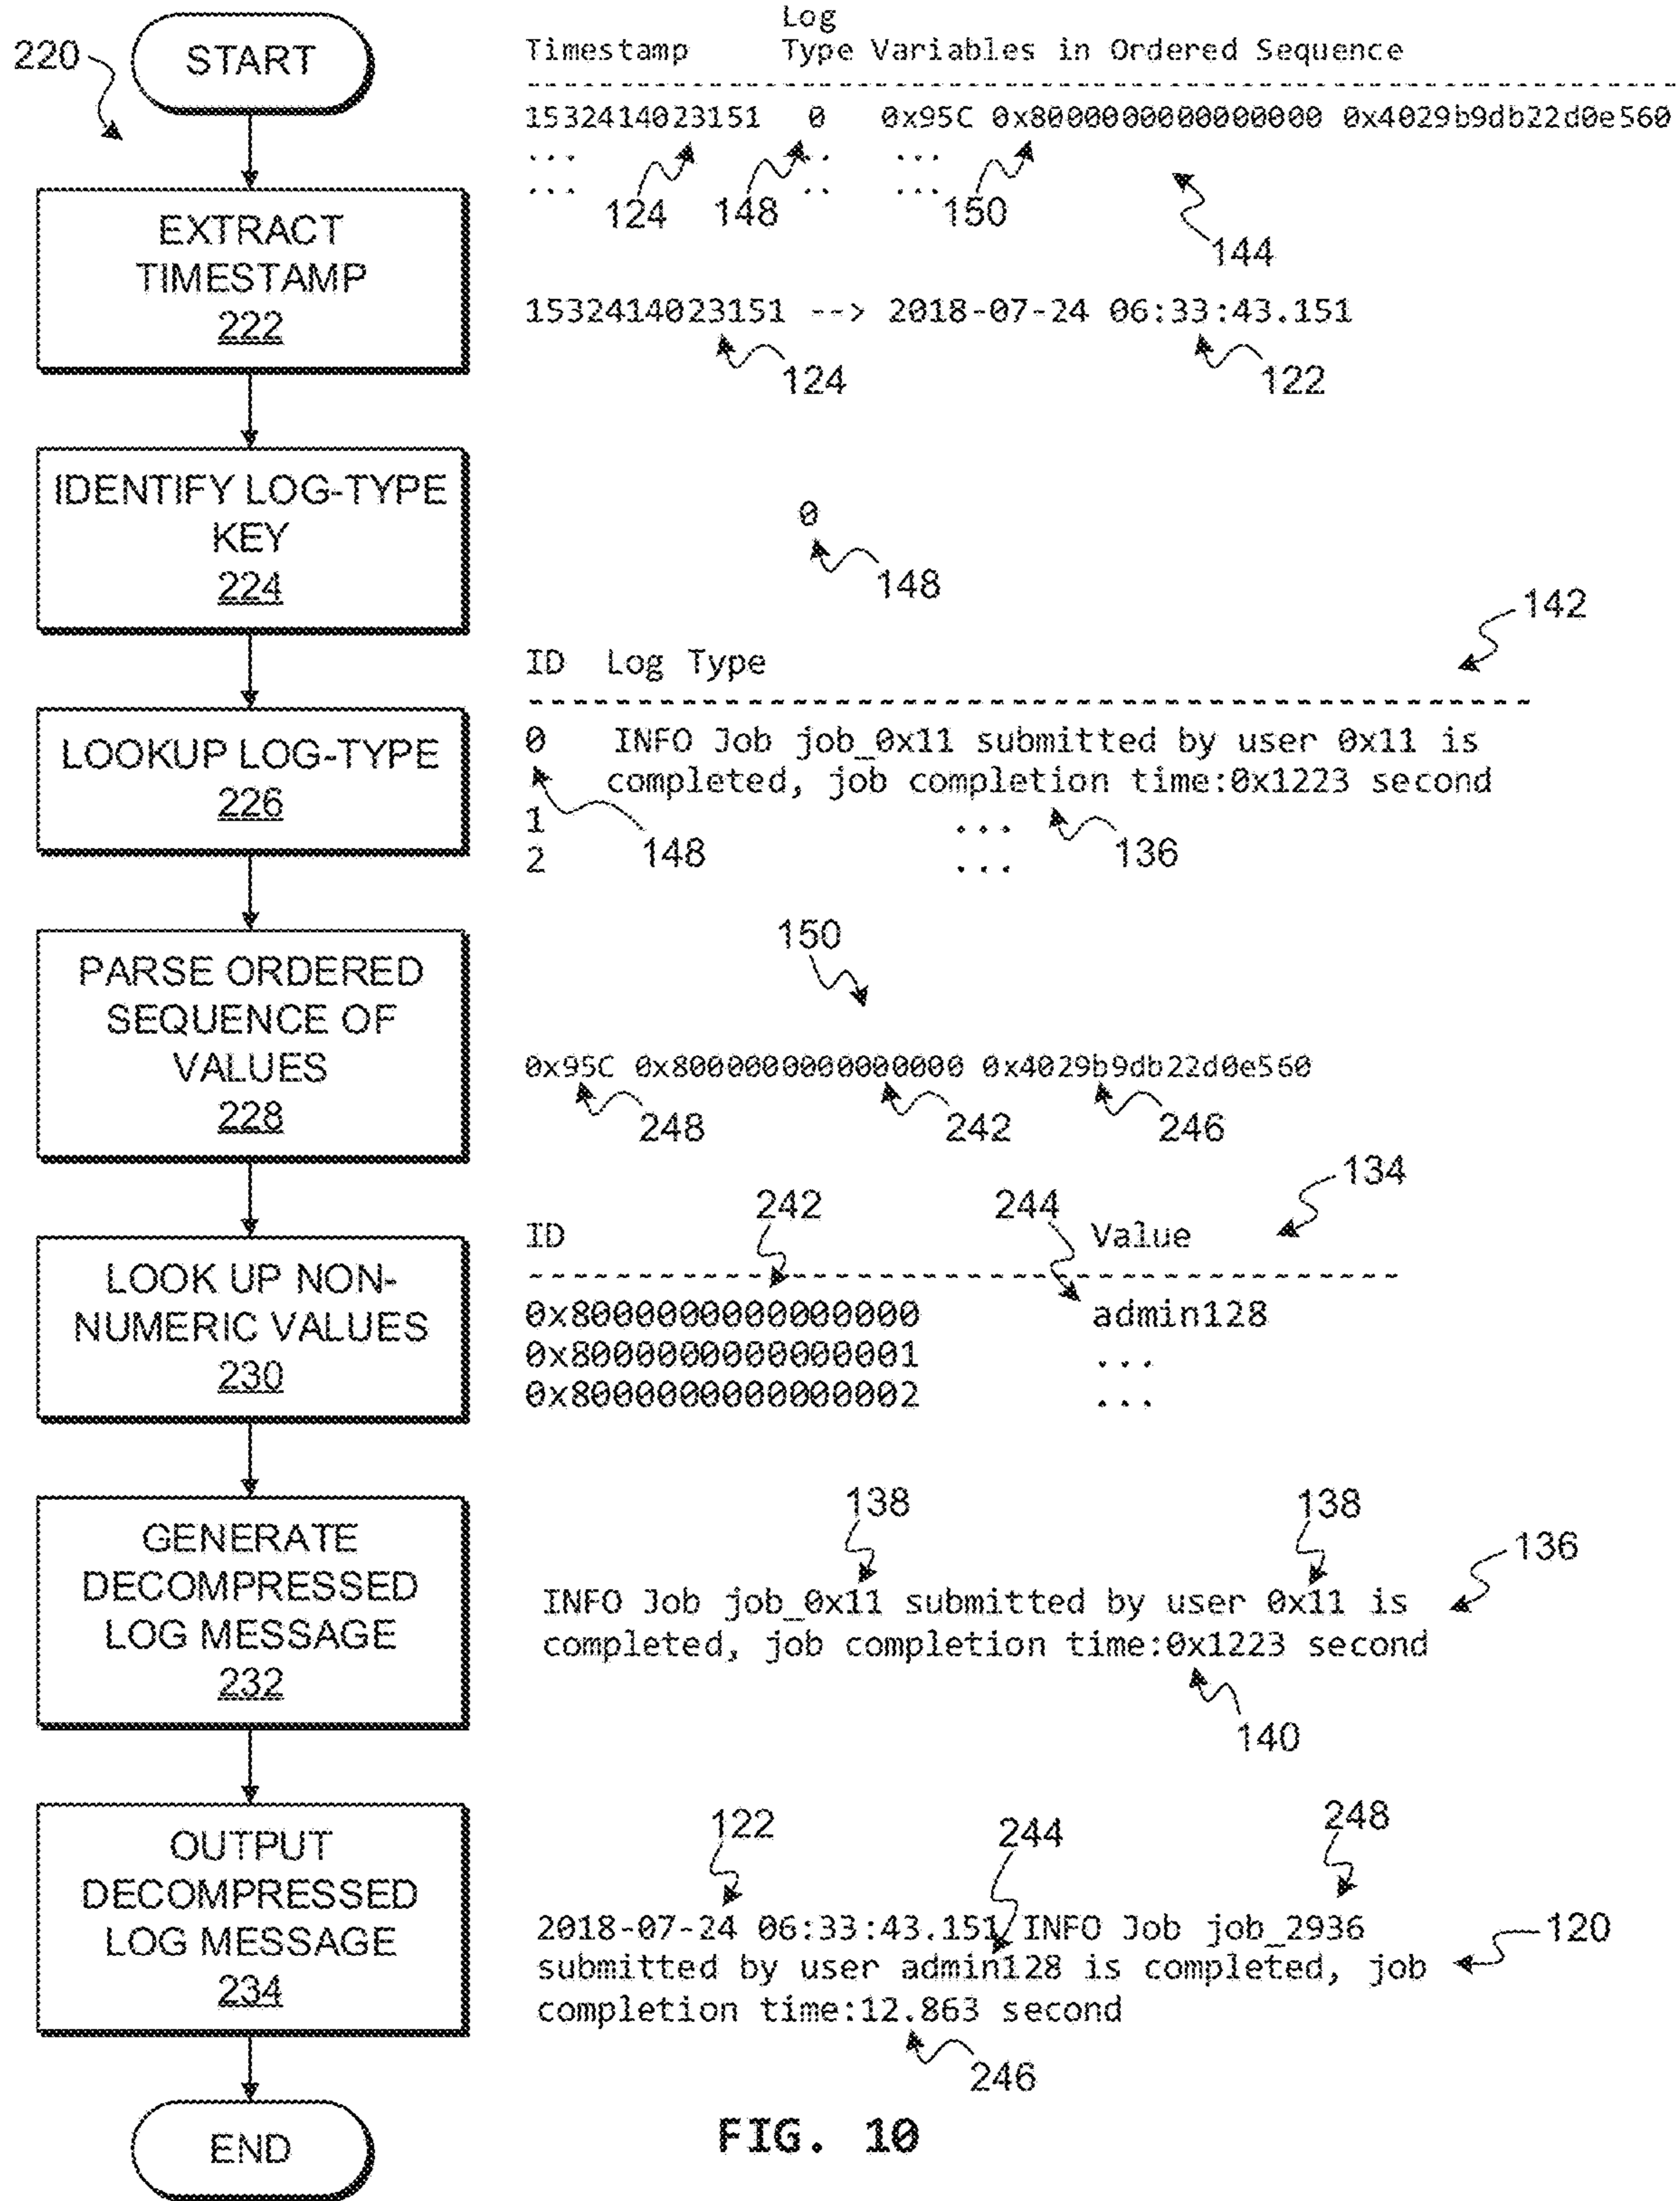 220
START
Log
Timestamp Type Variables in Ordered Sequence
1532414023151 0 0x95C 0x8000000000000000 0x4029b9db22d0e560
... .. ...
... .. ...
124 148 150
144
EXTRACT
TIMESTAMP
222
1532414023151 --> 2018-07-24 06:33:43.151
124 122
IDENTIFY LOG-TYPE
KEY
224
0
148
142
ID Log Type
LOOKUP LOG-TYPE
226
0 INFO Job job_0x11 submitted by user 0x11 is
completed, job completion time:0x1223 second
1 ...
2 ...
148 136
PARSE ORDERED
SEQUENCE OF
VALUES
228
150
0x95C 0x8000000000000000 0x4029b9db22d0e560
248 242 246
LOOK UP NON-
NUMERIC VALUES
230
242 244 134
ID Value
0x8000000000000000 admin128
0x8000000000000001 ...
0x8000000000000002 ...
GENERATE
DECOMPRESSED
LOG MESSAGE
232
138 138
136
INFO Job job_0x11 submitted by user 0x11 is
completed, job completion time:0x1223 second
140
OUTPUT
DECOMPRESSED
LOG MESSAGE
234
122 244 248
2018-07-24 06:33:43.151 INFO Job job_2936
submitted by user admin128 is completed, job
completion time:12.863 second
120
246
END
FIG. 10